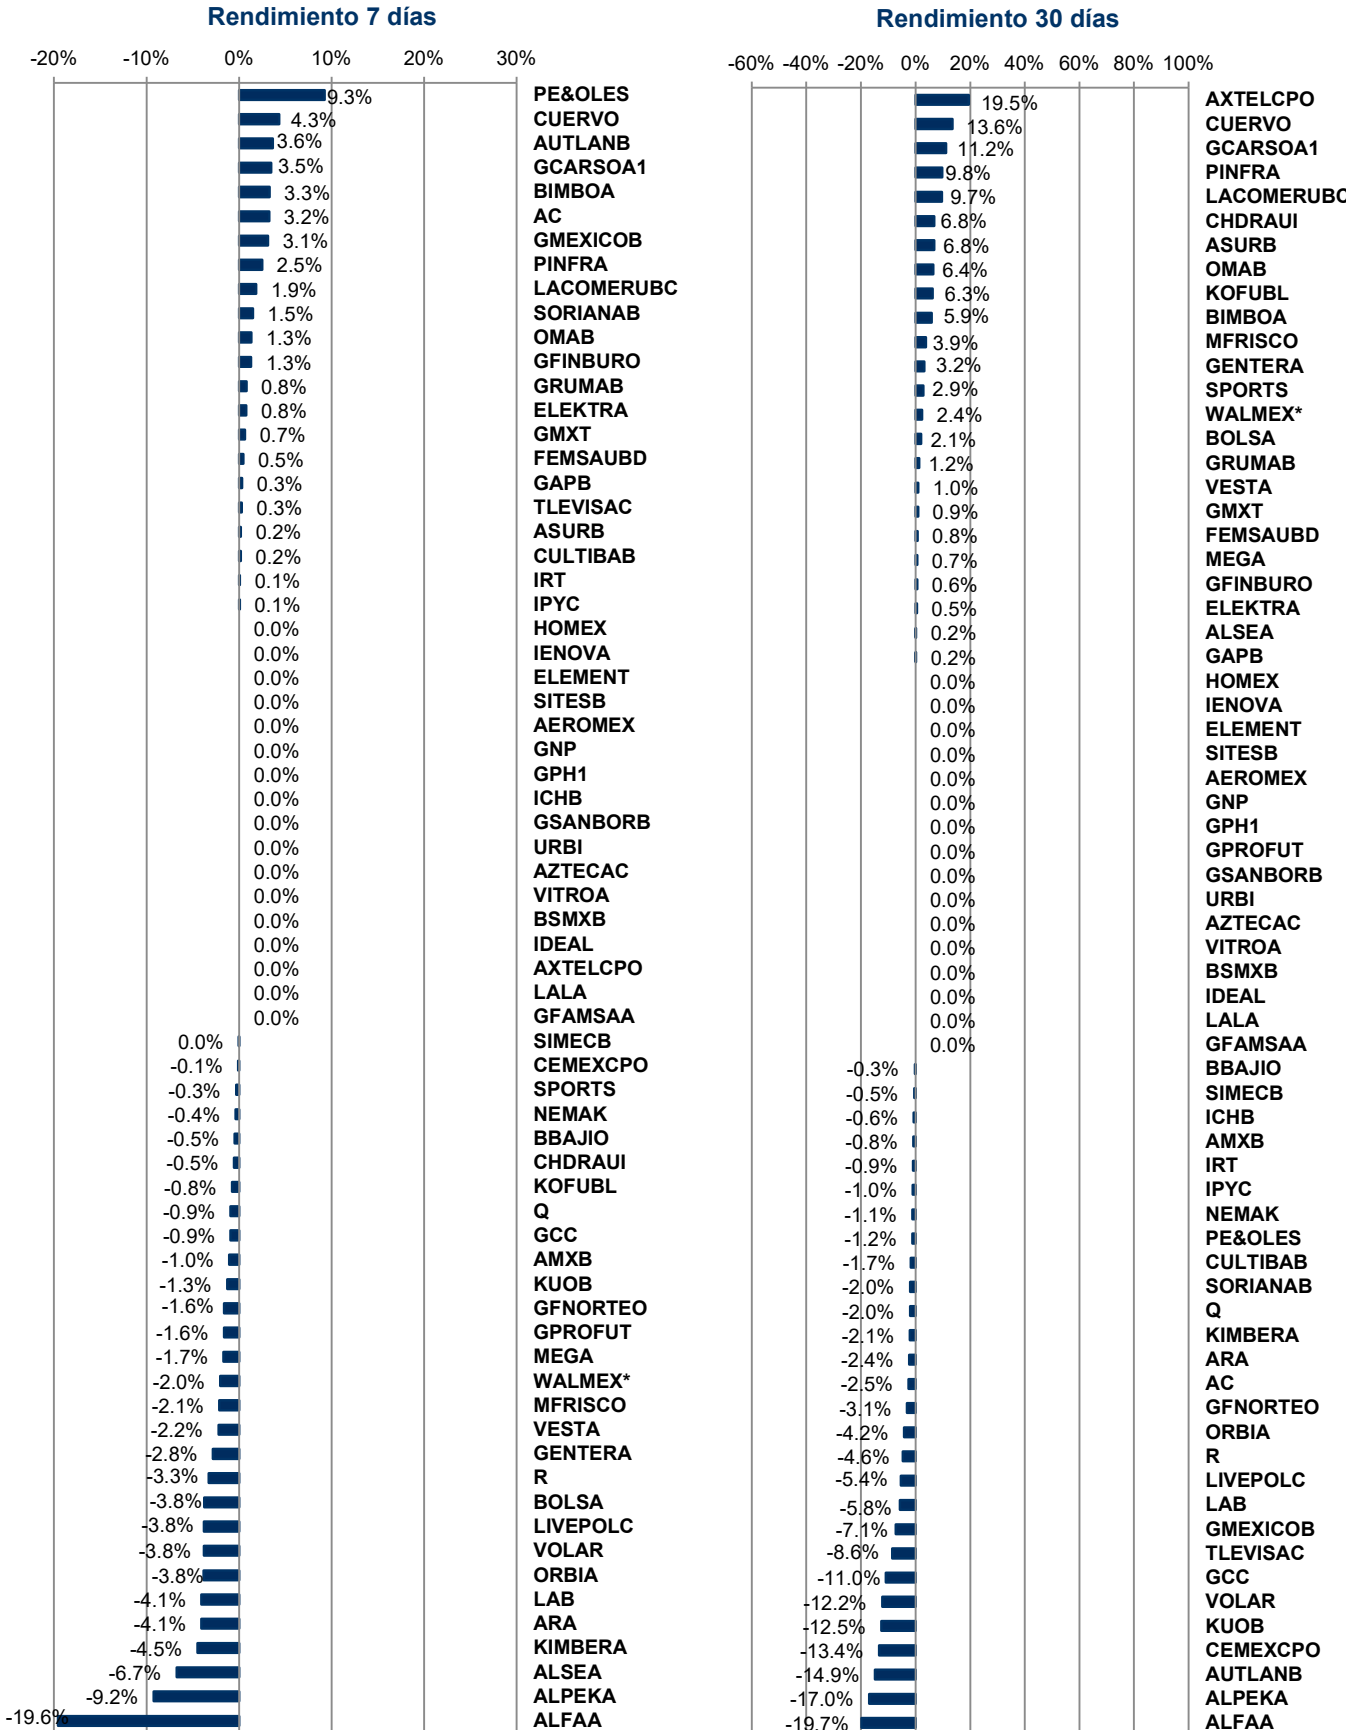 Rendimiento 7 días
-20% -10% 0% 10% 20% 30%
9.3% PE&OLES
4.3% CUERVO
3.6% AUTLANB
3.5% GCARSOA1
3.3% BIMBOA
3.2% AC
3.1% GMEXICOB
2.5% PINFRA
1.9% LACOMERUBC
1.5% SORIANAB
1.3% OMAB
1.3% GFINBURO
0.8% GRUMAB
0.8% ELEKTRA
0.7% GMXT
0.5% FEMSAUBD
0.3% GAPB
0.3% TLEVISAC
0.2% ASURB
0.2% CULTIBAB
0.1% IRT
0.1% IPYC
0.0% HOMEX
0.0% IENOVA
0.0% ELEMENT
0.0% SITESB
0.0% AEROMEX
0.0% GNP
0.0% GPH1
0.0% ICHB
0.0% GSANBORB
0.0% URBI
0.0% AZTECAC
0.0% VITROA
0.0% BSMXB
0.0% IDEAL
0.0% AXTELCPO
0.0% LALA
0.0% GFAMSAA
0.0% SIMECB
-0.1% CEMEXCPO
-0.3% SPORTS
-0.4% NEMAK
-0.5% BBAJIO
-0.5% CHDRAUI
-0.8% KOFUBL
-0.9% Q
-0.9% GCC
-1.0% AMXB
-1.3% KUOB
-1.6% GFNORTEO
-1.6% GPROFUT
-1.7% MEGA
-2.0% WALMEX*
-2.1% MFRISCO
-2.2% VESTA
-2.8% GENTERA
-3.3% R
-3.8% BOLSA
-3.8% LIVEPOLC
-3.8% VOLAR
-3.8% ORBIA
-4.1% LAB
-4.1% ARA
-4.5% KIMBERA
-6.7% ALSEA
-9.2% ALPEKA
-19.6% ALFAA
Rendimiento 30 días
-60% -40% -20% 0% 20% 40% 60% 80% 100%
19.5% AXTELCPO
13.6% CUERVO
11.2% GCARSOA1
9.8% PINFRA
9.7% LACOMERUBC
6.8% CHDRAUI
6.8% ASURB
6.4% OMAB
6.3% KOFUBL
5.9% BIMBOA
3.9% MFRISCO
3.2% GENTERA
2.9% SPORTS
2.4% WALMEX*
2.1% BOLSA
1.2% GRUMAB
1.0% VESTA
0.9% GMXT
0.8% FEMSAUBD
0.7% MEGA
0.6% GFINBURO
0.5% ELEKTRA
0.2% ALSEA
0.2% GAPB
0.0% HOMEX
0.0% IENOVA
0.0% ELEMENT
0.0% SITESB
0.0% AEROMEX
0.0% GNP
0.0% GPH1
0.0% GPROFUT
0.0% GSANBORB
0.0% URBI
0.0% AZTECAC
0.0% VITROA
0.0% BSMXB
0.0% IDEAL
0.0% LALA
0.0% GFAMSAA
-0.3% BBAJIO
-0.5% SIMECB
-0.6% ICHB
-0.8% AMXB
-0.9% IRT
-1.0% IPYC
-1.1% NEMAK
-1.2% PE&OLES
-1.7% CULTIBAB
-2.0% SORIANAB
-2.0% Q
-2.1% KIMBERA
-2.4% ARA
-2.5% AC
-3.1% GFNORTEO
-4.2% ORBIA
-4.6% R
-5.4% LIVEPOLC
-5.8% LAB
-7.1% GMEXICOB
-8.6% TLEVISAC
-11.0% GCC
-12.2% VOLAR
-12.5% KUOB
-13.4% CEMEXCPO
-14.9% AUTLANB
-17.0% ALPEKA
-19.7% ALFAA